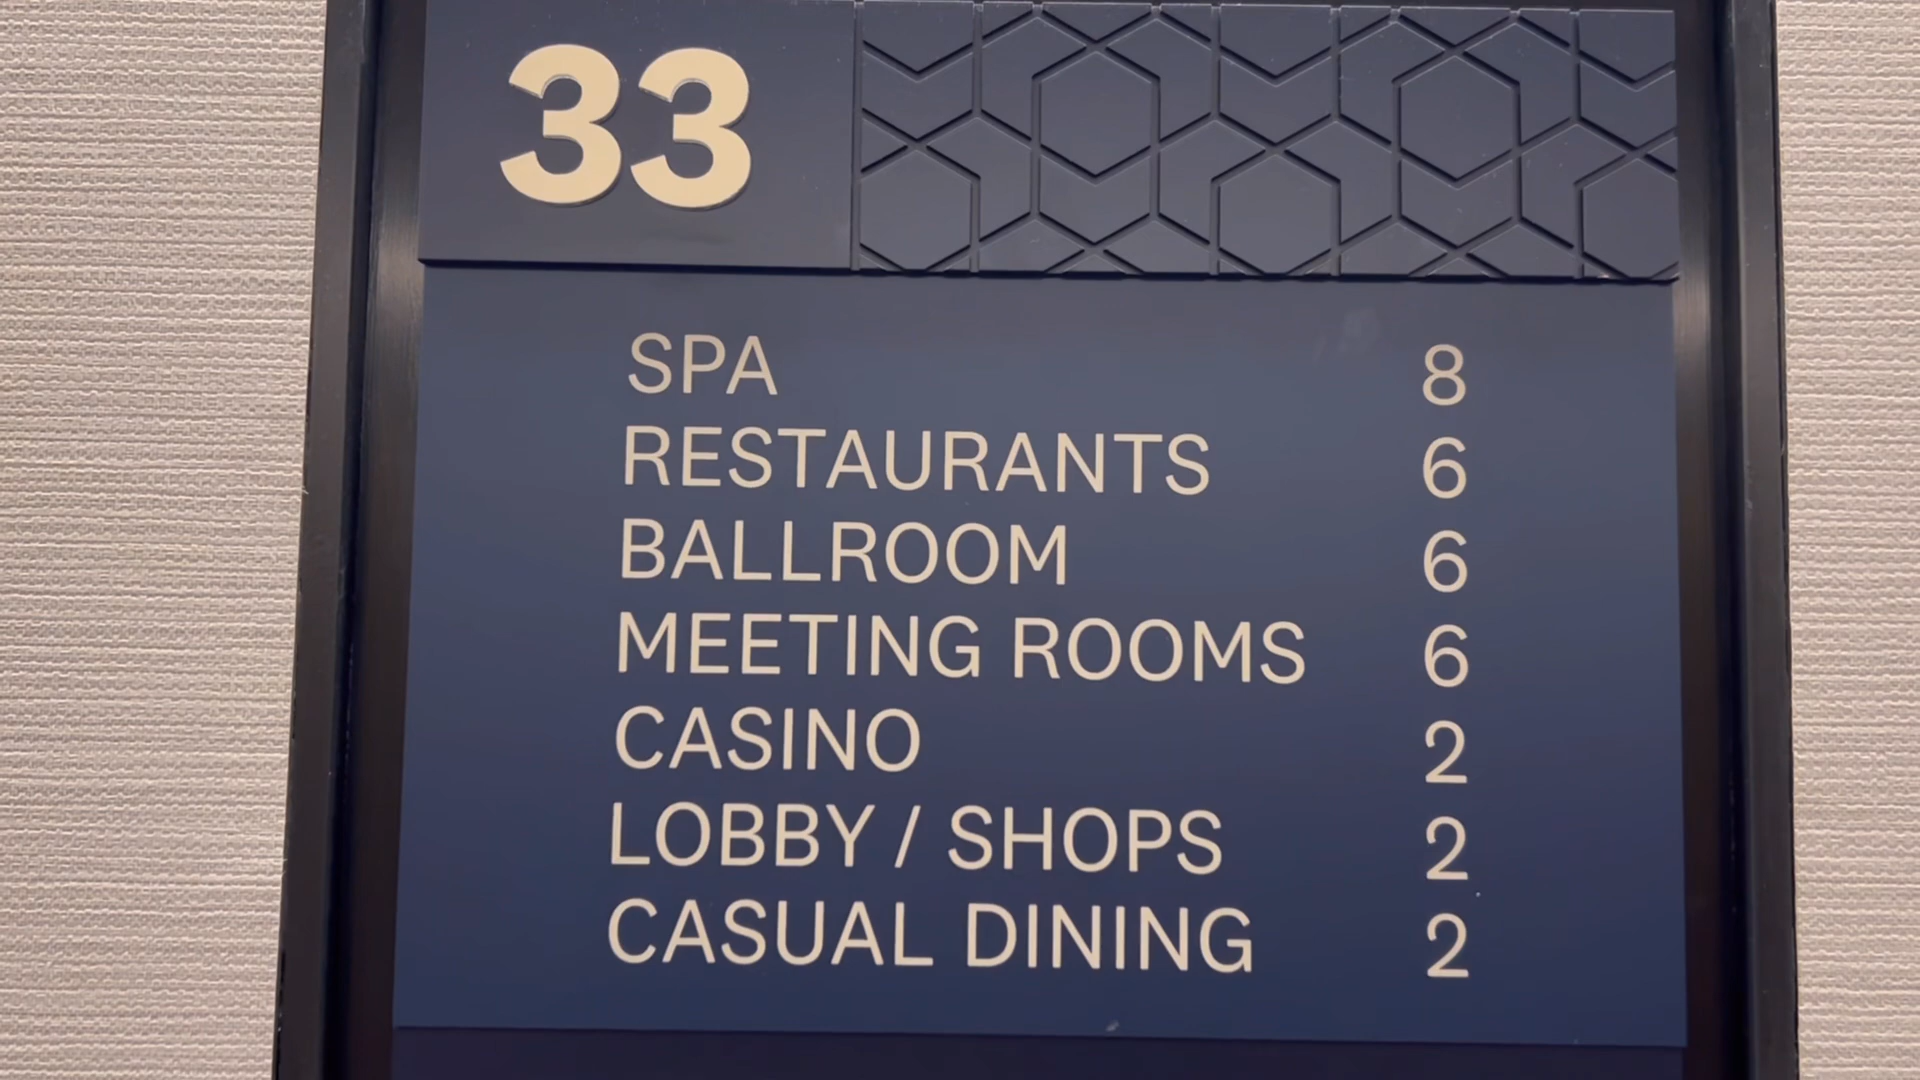 33
SPA 8
RESTAURANTS 6
BALLROOM 6
MEETING ROOMS 6
CASINO 2
LOBBY / SHOPS 2
CASUAL DINING 2